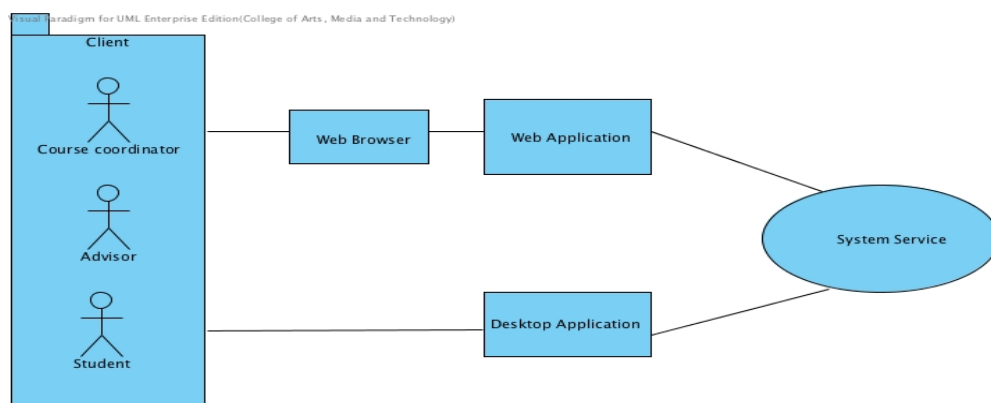 Visual Paradigm for UML Enterprise Edition(College of Arts, Media and Technology)
Client
Course coordinator
Advisor
Student
Web Browser
Web Application
Desktop Application
System Service